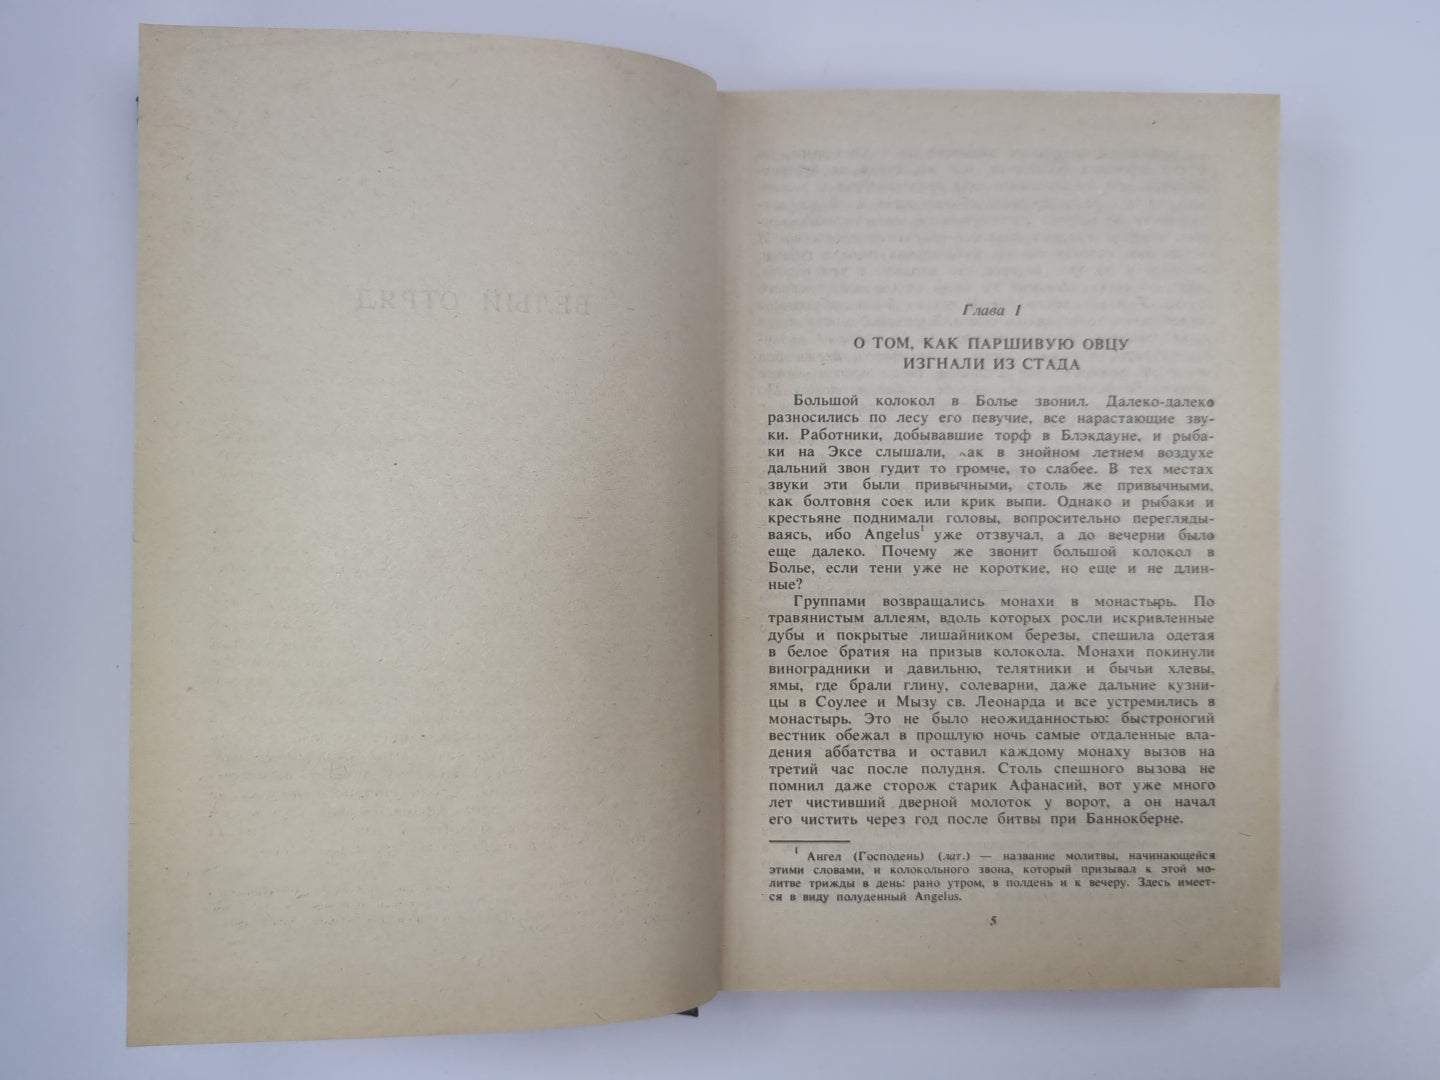 БЕЛЫЙ ОТРЯД
Глава 1
О ТОМ, КАК ПАРШИВУЮ ОВЦУ
ИЗГНАЛИ ИЗ СТАДА
Большой колокол в Болье звонил. Далеко-далеко
разносились по лесу его певучие, все нарастающие зву-
ки. Работники, добывавшие торф в Блэкдауне, и рыба-
ки на Эксе слышали, как в знойном летнем воздухе
дальний звон гудит то громче, то слабее. В тех местах
звуки эти были привычными, столь же привычными,
как болтовня соек или крик выпи. Однако и рыбаки и
крестьяне поднимали головы, вопросительно переглядьі-
ваясь, ибо Angelus¹ уже отзвучал, а до вечерни было
еще далеко. Почему же звонит большой колокол в
Болье, если тени уже не короткие, но еще и не длин-
ные?
Группами возвращались монахи в монастырь. По
травянистым аллеям, вдоль которых росли искривленные
дубы и покрытые лишайником березы, спешила одетая
в белое братия на призыв колокола. Монахи покинули
виноградники и давильню, телятники и бычьи хлевы,
ямы, где брали глину, солеварни, даже дальние кузни-
цы в Соулее и Мызу св. Леонарда и все устремились в
монастырь. Это не было неожиданностью: быстроногий
вестник обежал в прошлую ночь самые отдаленные вла-
дения аббатства и оставил каждому монаху вызов на
третий час после полудня. Столь спешного вызова не
помнил даже сторож старик Афанасий, вот уже много
лет чистивший дверной молоток у ворот, а он начал
его чистить через год после битвы при Баннокберне.
¹ Ангел (Господень) (лат.) — название молитвы, начинающейся
этими словами, и колокольного звона, который призывал к этой мо-
литве трижды в день: рано утром, в полдень и к вечеру. Здесь имеет-
ся в виду полуденный Angelus.
5